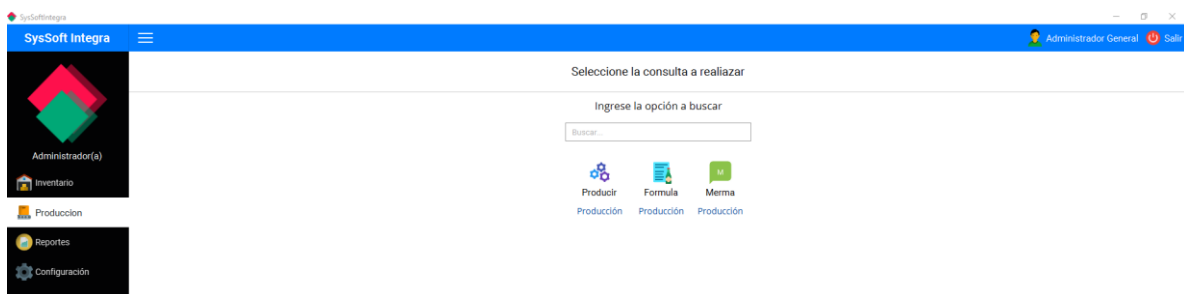 SysSoftIntegra
SysSoft Integra
Administrador General
Salir
Administrador(a)
Inventario
Produccion
Reportes
Configuración
Seleccione la consulta a realiazar
Ingrese la opción a buscar
Buscar...
M
Producir Formula Merma
Producción Producción Producción